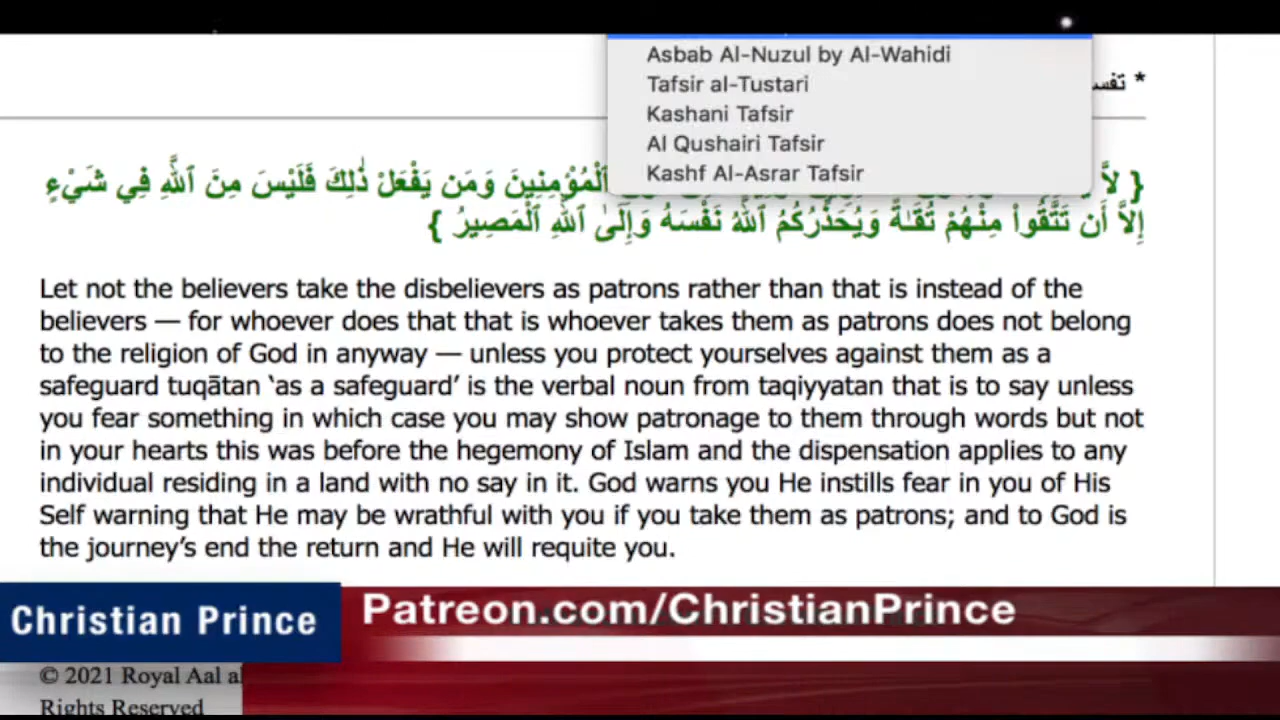 Asbab Al-Nuzul by Al-Wahidi
Tafsir al-Tustari
Kashani Tafsir
Al Qushairi Tafsir
Kashf Al-Asrar Tafsir
*
{ لاَّ ٱلْمُؤْمِنِينَ وَمَن يَفْعَلْ ذٰلِكَ فَلَيْسَ مِنَ ٱللَّهِ فِي شَيْءٍ
إِلاَّ أَن تَتَّقُواْ مِنْهُمْ تُقَـٰةً وَيُحَذِّرُكُمُ ٱللَّهُ نَفْسَهُ وَإِلَىٰ ٱللَّهِ ٱلْمَصِيرُ }
Let not the believers take the disbelievers as patrons rather than that is instead of the
believers — for whoever does that that is whoever takes them as patrons does not belong
to the religion of God in anyway — unless you protect yourselves against them as a
safeguard tuqātan ‘as a safeguard’ is the verbal noun from taqiyyatan that is to say unless
you fear something in which case you may show patronage to them through words but not
in your hearts this was before the hegemony of Islam and the dispensation applies to any
individual residing in a land with no say in it. God warns you He instills fear in you of His
Self warning that He may be wrathful with you if you take them as patrons; and to God is
the journey’s end the return and He will requite you.
Christian Prince
Patreon.com/ChristianPrince
© 2021 Royal Aal
Rights Reserved